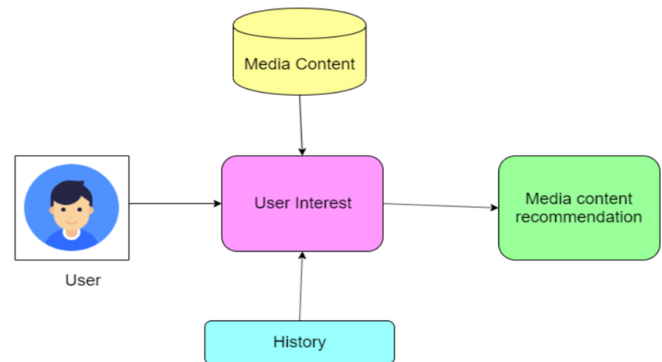 Media Content
User Interest
Media content
recommendation
User
History